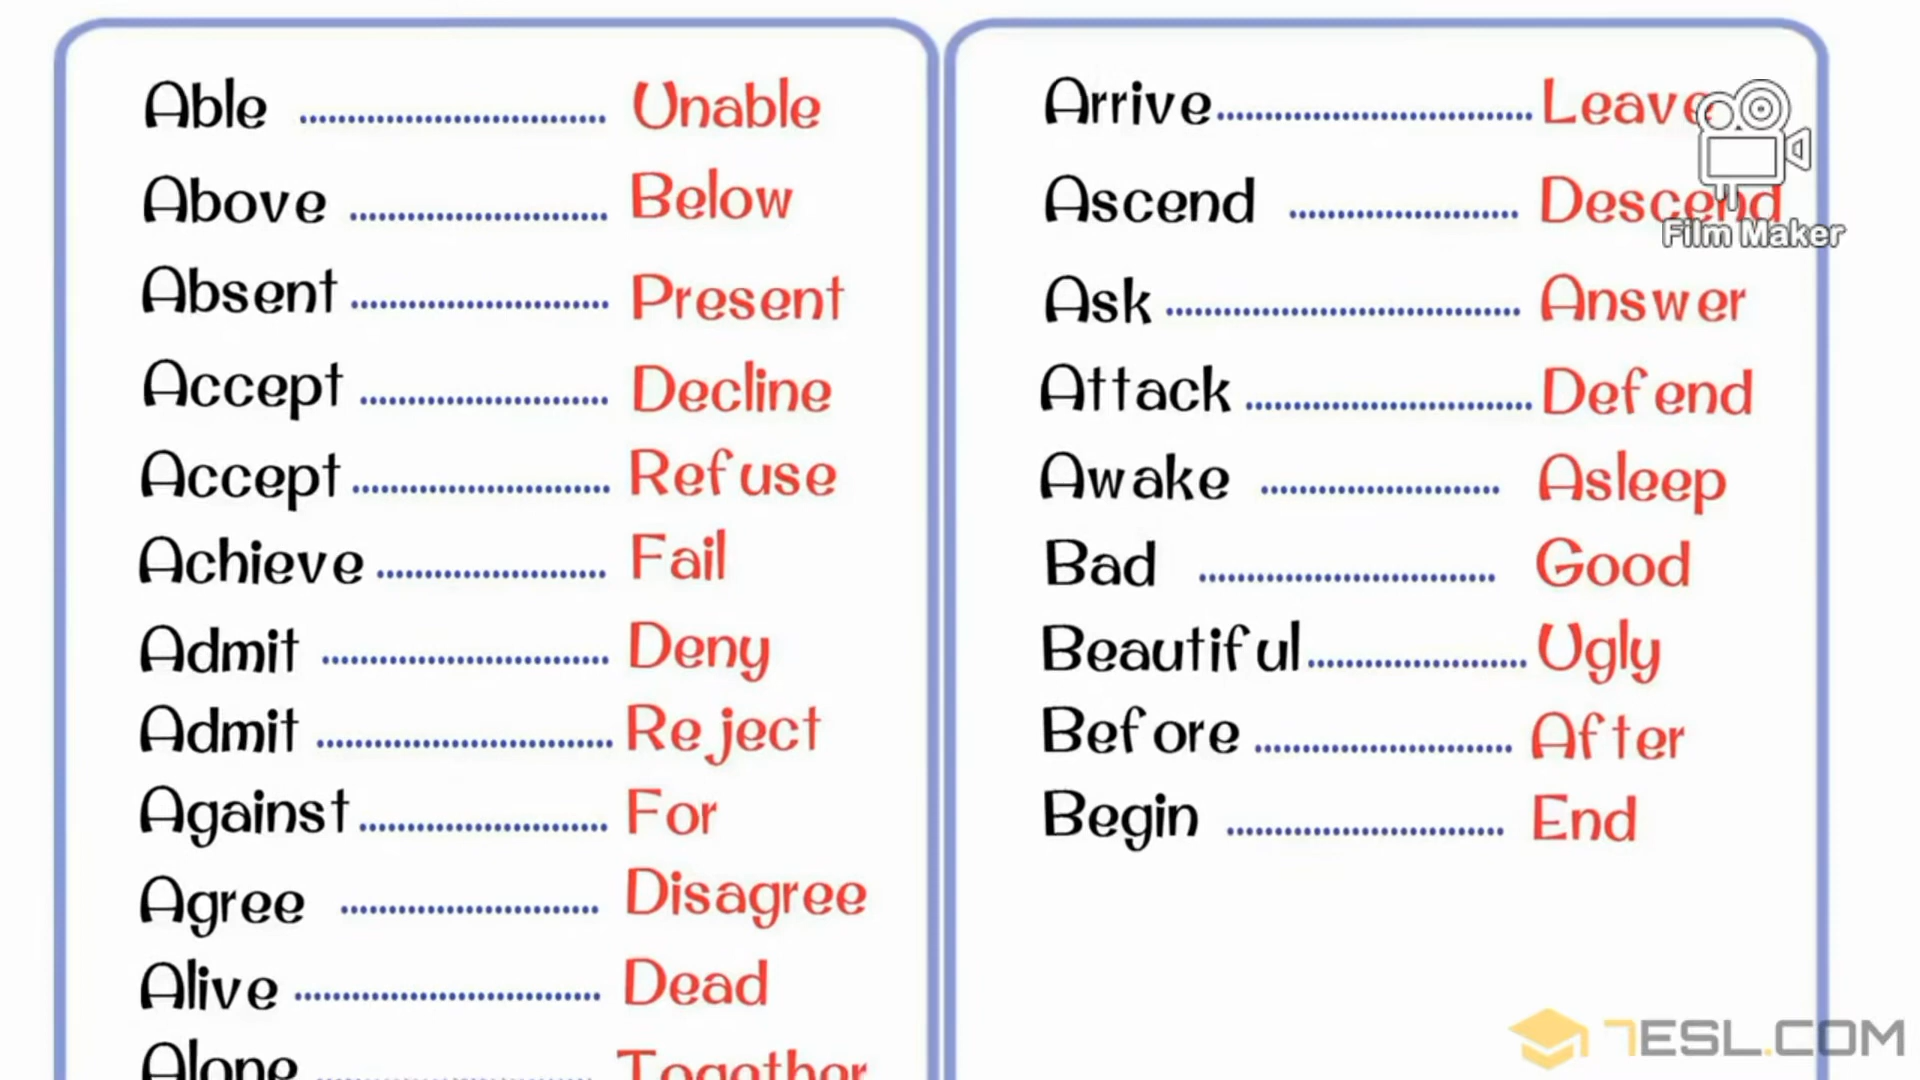 Able ........................ Unable
Above ........................ Below
Absent ........................ Present
Accept ........................ Decline
Accept ........................ Refuse
Achieve ........................ Fail
Admit ........................ Deny
Admit ........................ Reject
Against ........................ For
Agree ........................ Disagree
Alive ........................ Dead
Alone ........................ Together
Arrive ........................ Leave
Ascend ........................ Descend
Ask ........................ Answer
Attack ........................ Defend
Awake ........................ Asleep
Bad ........................ Good
Beautiful ........................ Ugly
Before ........................ After
Begin ........................ End
Film Maker
7ESL.COM